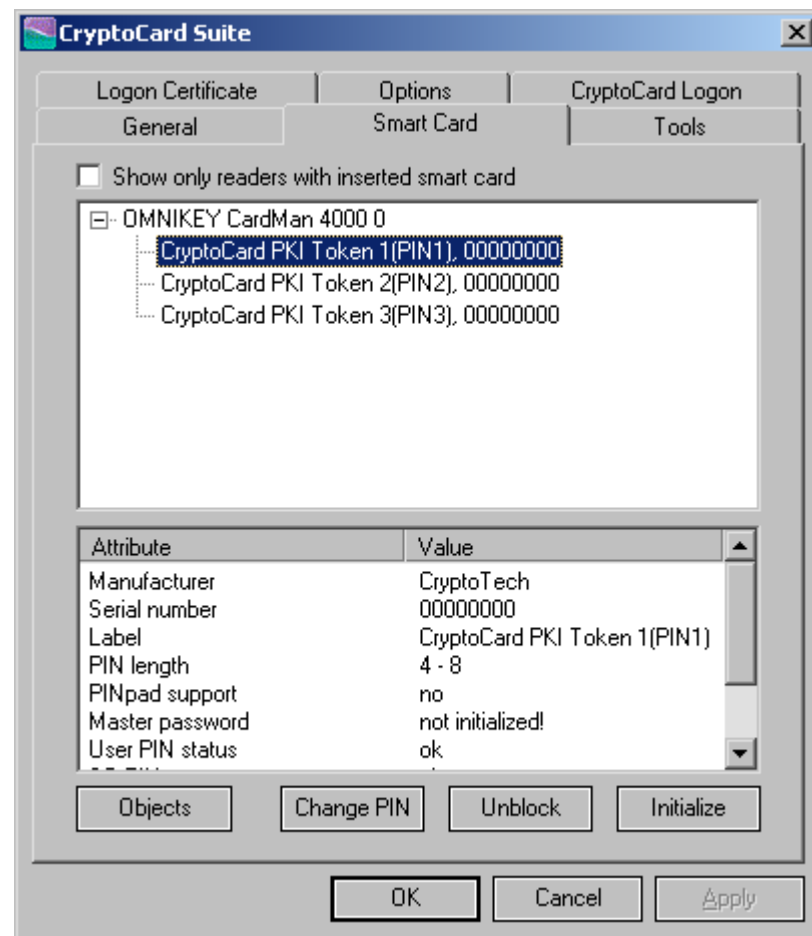 CryptoCard Suite
Logon Certificate Options CryptoCard Logon
General Smart Card Tools
Show only readers with inserted smart card
OMNIKEY CardMan 4000 0
CryptoCard PKI Token 1(PIN1), 00000000
CryptoCard PKI Token 2(PIN2), 00000000
CryptoCard PKI Token 3(PIN3), 00000000
Attribute Value
Manufacturer CryptoTech
Serial number 00000000
Label CryptoCard PKI Token 1(PIN1)
PIN length 4 - 8
PINpad support no
Master password not initialized!
User PIN status ok
Objects Change PIN Unblock Initialize
OK Cancel Apply